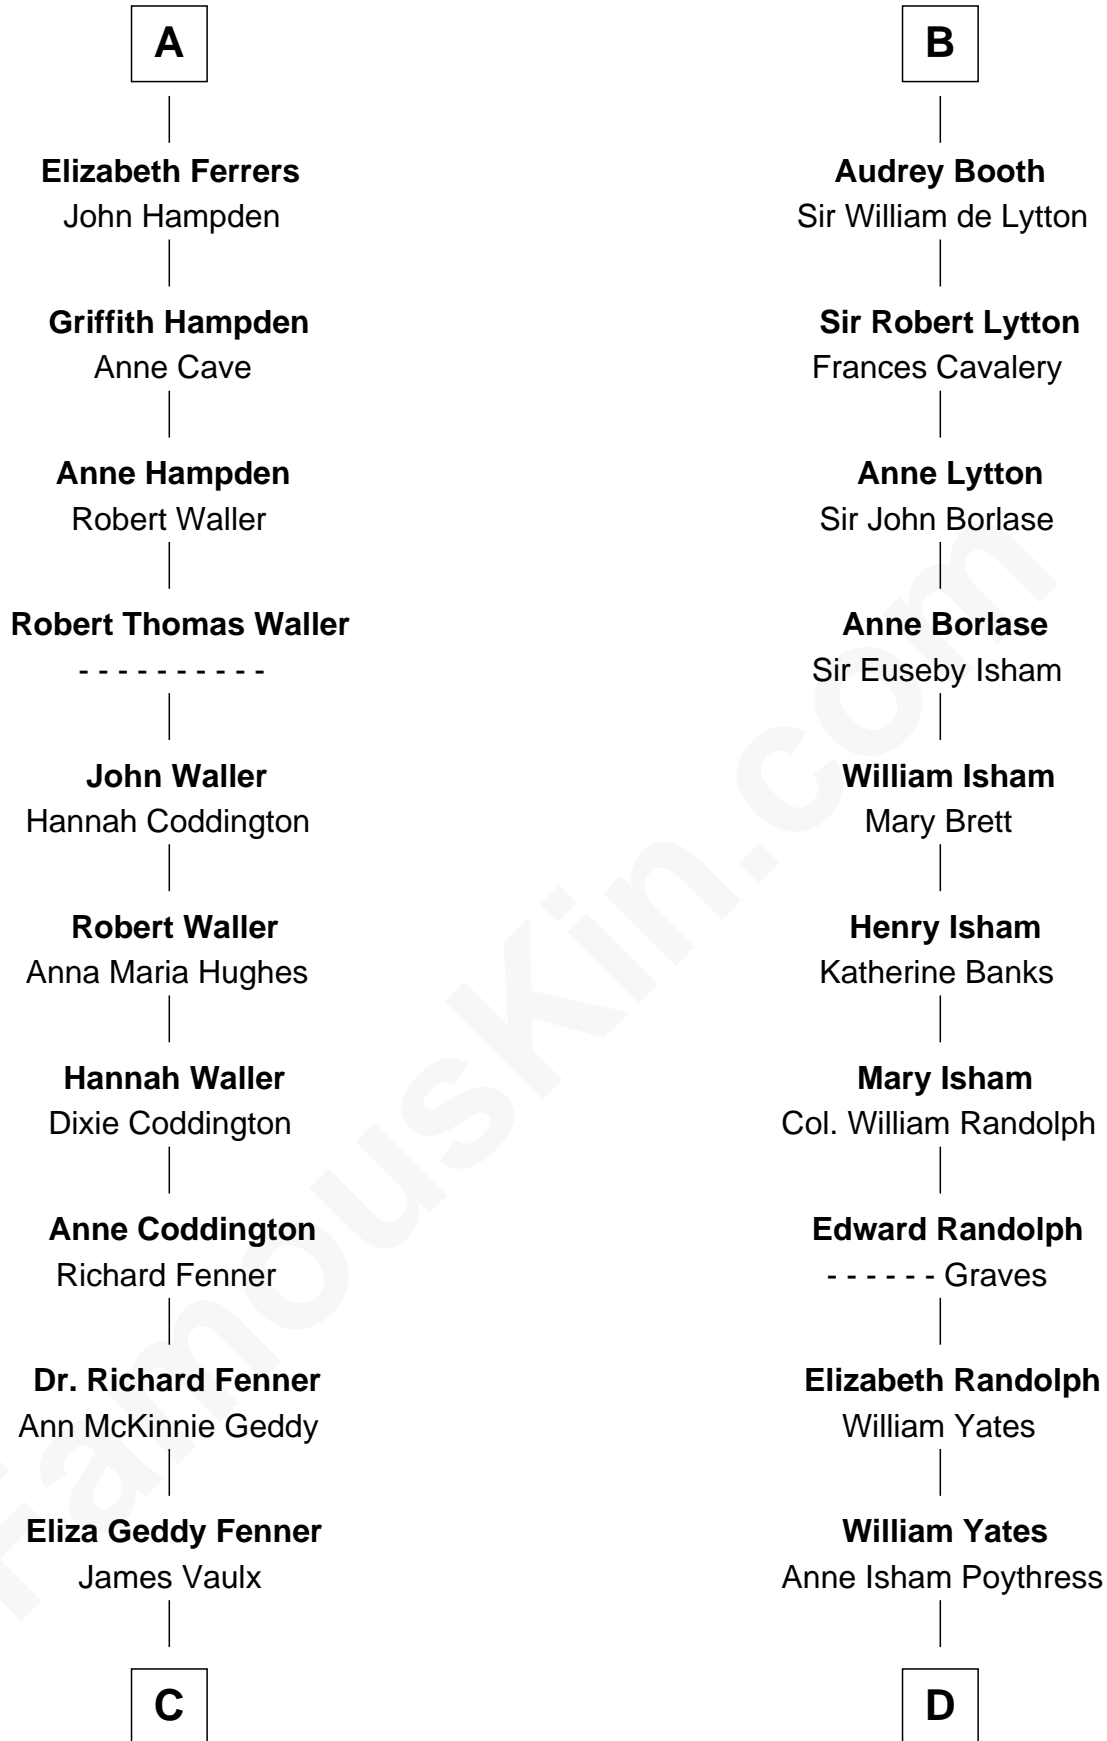 A
Elizabeth Ferrers
John Hampden
Griffith Hampden
Anne Cave
Anne Hampden
Robert Waller
Robert Thomas Waller
- - - - - - - - - -
John Waller
Hannah Coddington
Robert Waller
Anna Maria Hughes
Hannah Waller
Dixie Coddington
Anne Coddington
Richard Fenner
Dr. Richard Fenner
Ann McKinnie Geddy
Eliza Geddy Fenner
James Vaulx
C
B
Audrey Booth
Sir William de Lytton
Sir Robert Lytton
Frances Cavalery
Anne Lytton
Sir John Borlase
Anne Borlase
Sir Euseby Isham
William Isham
Mary Brett
Henry Isham
Katherine Banks
Mary Isham
Col. William Randolph
Edward Randolph
- - - - - - Graves
Elizabeth Randolph
William Yates
William Yates
Anne Isham Poythress
D
FamousKin.com